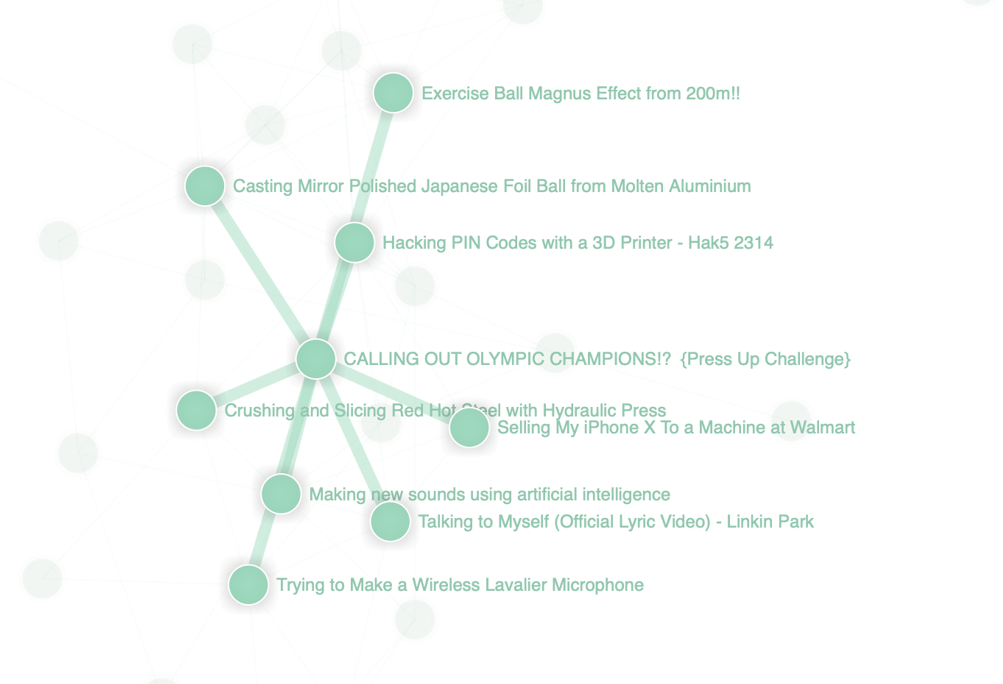 Exercise Ball Magnus Effect from 200m!!
Casting Mirror Polished Japanese Foil Ball from Molten Aluminium
Hacking PIN Codes with a 3D Printer - Hak5 2314
CALLING OUT OLYMPIC CHAMPIONS!? {Press Up Challenge}
Crushing and Slicing Red Hot Steel with Hydraulic Press
Selling My iPhone X To a Machine at Walmart
Making new sounds using artificial intelligence
Talking to Myself (Official Lyric Video) - Linkin Park
Trying to Make a Wireless Lavalier Microphone